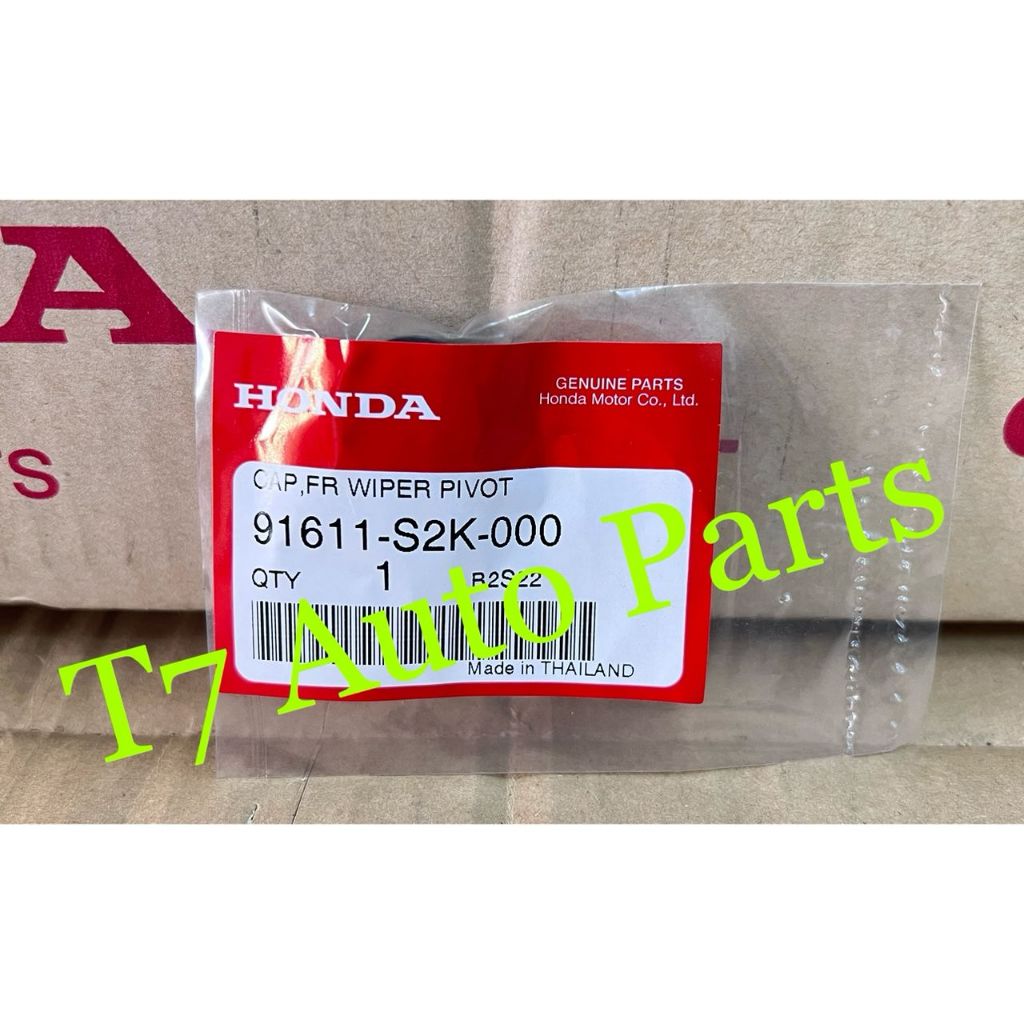 A
TS
HONDA
GENUINE PARTS
Honda Motor Co., Ltd.
CAP,FR WIPER PIVOT
91611-S2K-000
QTY 1 B2S22
Made in THAILAND
T7 Auto Parts